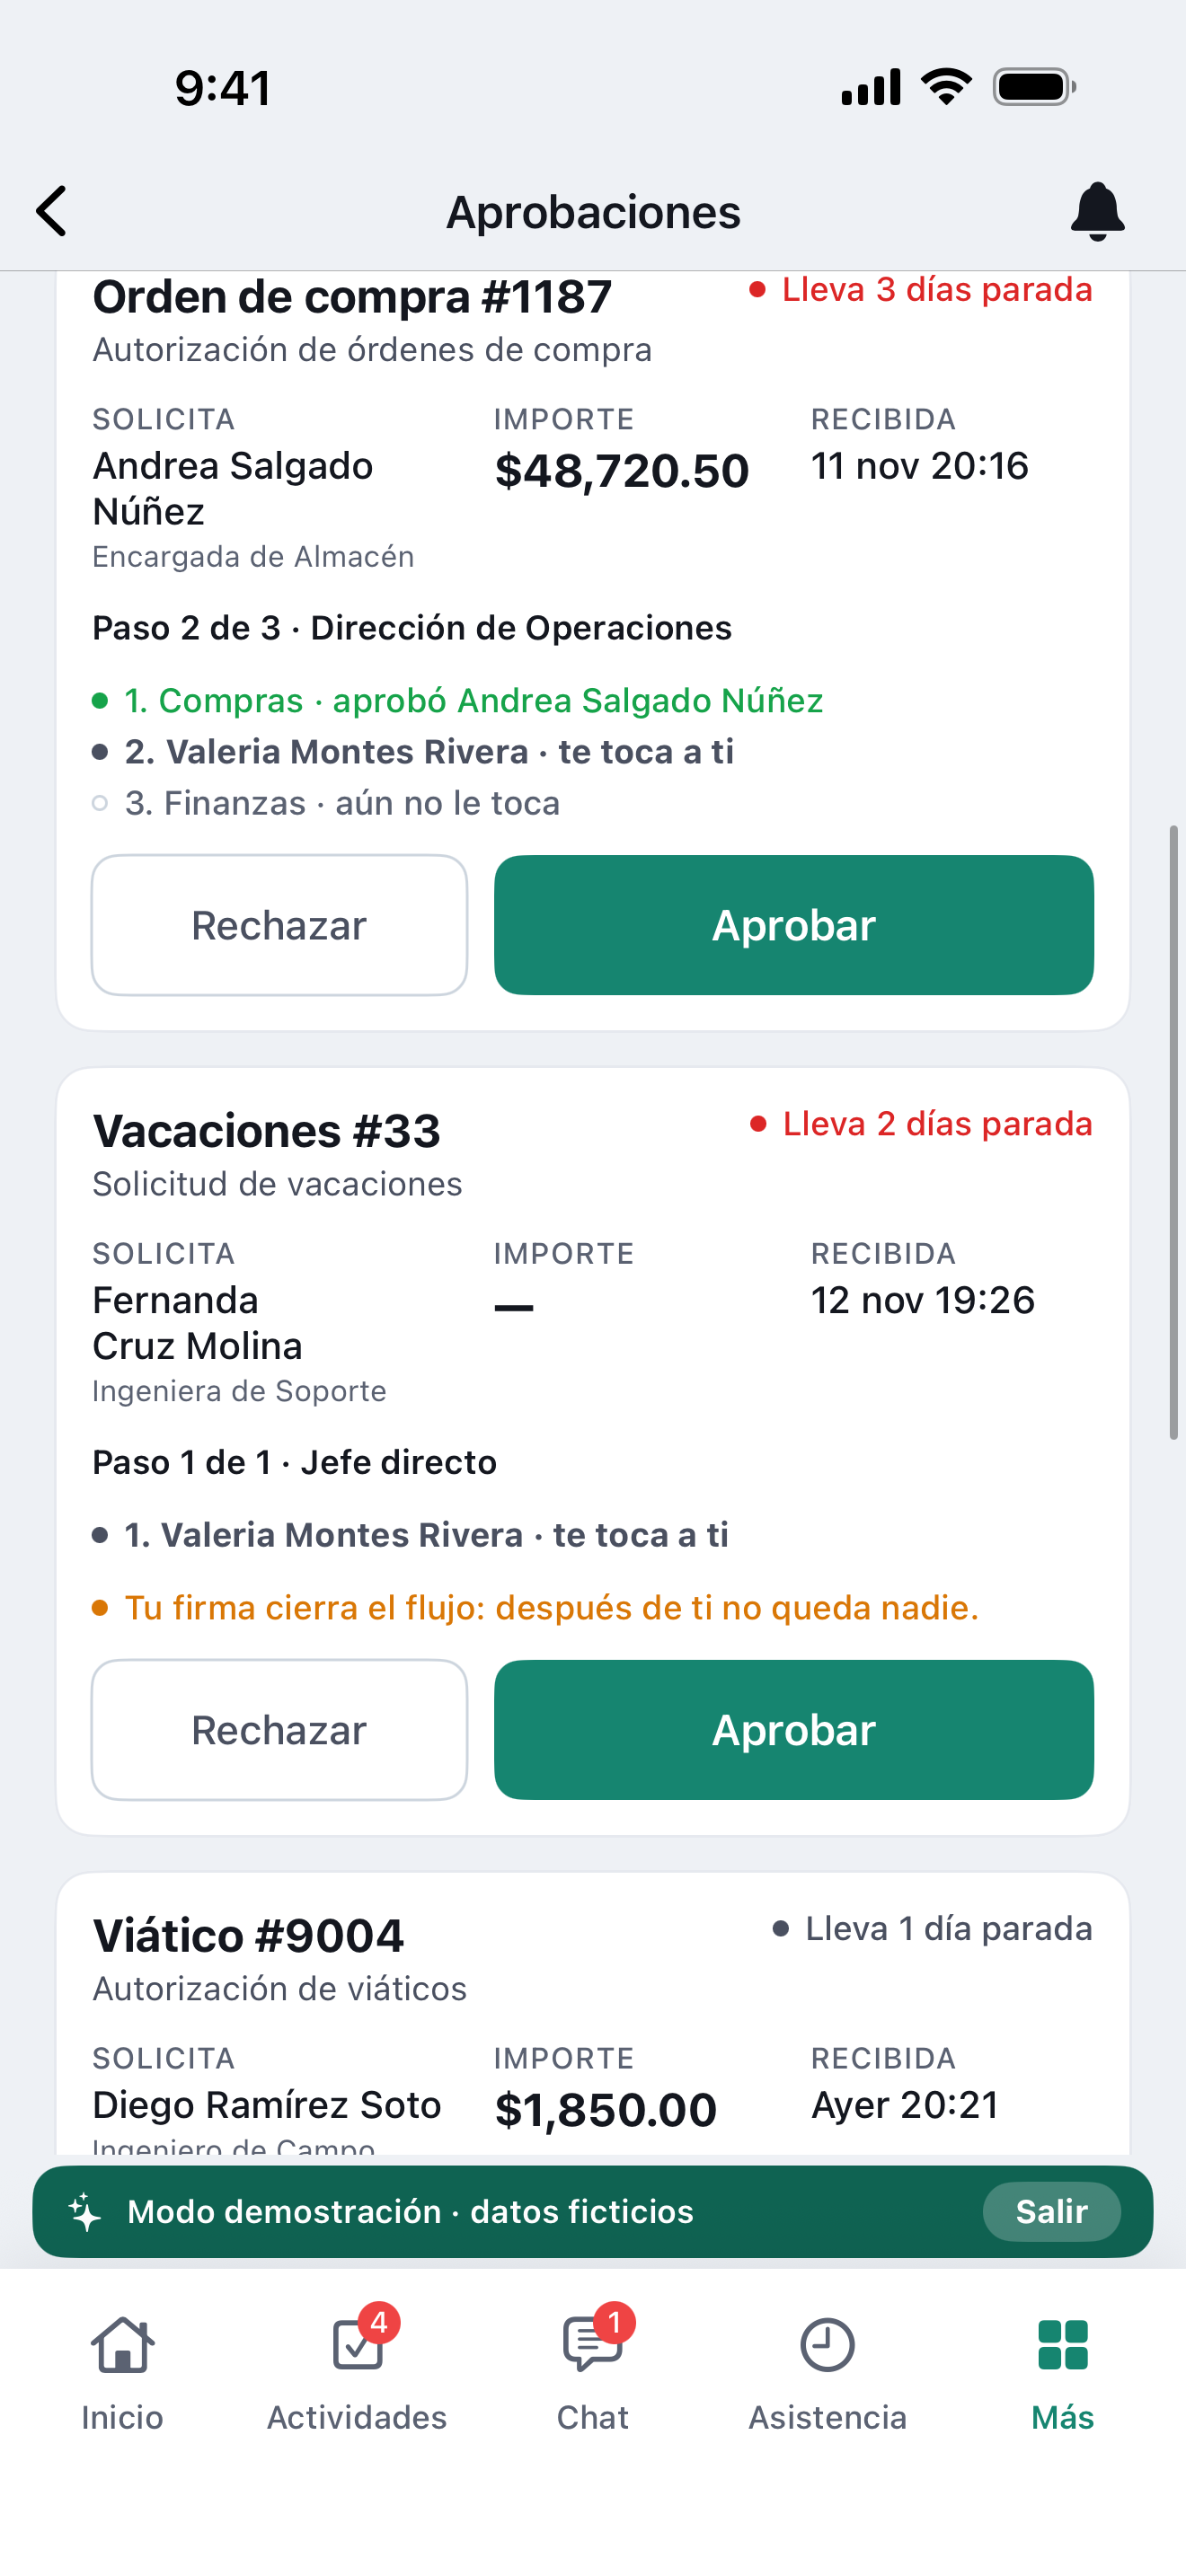 9:41
Aprobaciones
Orden de compra #1187
Lleva 3 días parada
Autorización de órdenes de compra
SOLICITA
IMPORTE
RECIBIDA
Andrea Salgado
Núñez
$48,720.50
11 nov 20:16
Encargada de Almacén
Paso 2 de 3 · Dirección de Operaciones
1. Compras · aprobó Andrea Salgado Núñez
2. Valeria Montes Rivera · te toca a ti
3. Finanzas · aún no le toca
Rechazar
Aprobar
Vacaciones #33
Lleva 2 días parada
Solicitud de vacaciones
SOLICITA
IMPORTE
RECIBIDA
Fernanda
Cruz Molina
—
12 nov 19:26
Ingeniera de Soporte
Paso 1 de 1 · Jefe directo
1. Valeria Montes Rivera · te toca a ti
Tu firma cierra el flujo: después de ti no queda nadie.
Rechazar
Aprobar
Viático #9004
Lleva 1 día parada
Autorización de viáticos
SOLICITA
IMPORTE
RECIBIDA
Diego Ramírez Soto
$1,850.00
Ayer 20:21
Ingeniero de Campo
Modo demostración · datos ficticios
Salir
4
1
Inicio
Actividades
Chat
Asistencia
Más